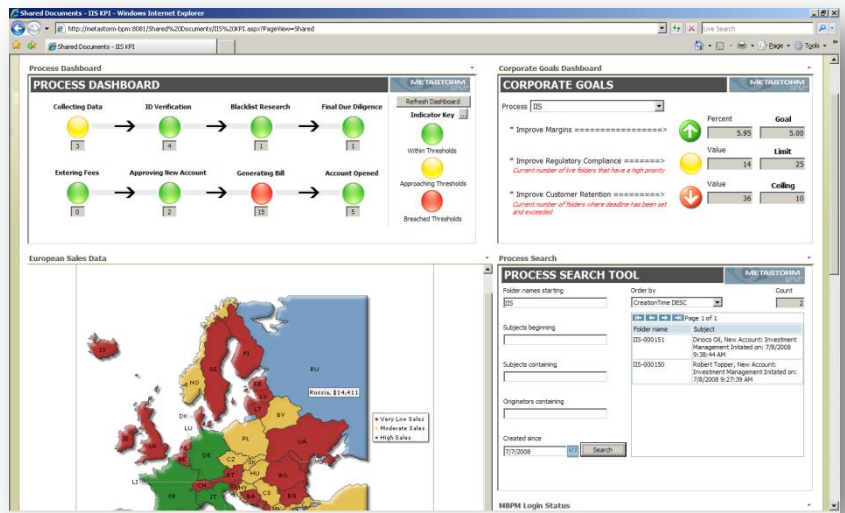 Shared Documents - IIS KPI - Windows Internet Explorer
http://metastorm-bpm:8081/Shared%20Documents/IIS%20KPI.aspx?PageView=Shared
Live Search
Shared Documents - IIS KPI
Page Tools
Process Dashboard
PROCESS DASHBOARD
METASTORM
Collecting Data ID Verification Blacklist Research Final Due Diligence
3 4 1 1
Entering Fees Approving New Account Generating Bill Account Opened
0 2 15 5
Refresh Dashboard
Indicator Key
Within Thresholds
Approaching Thresholds
Breached Thresholds
Corporate Goals Dashboard
CORPORATE GOALS
METASTORM
Process IIS
Percent Goal
* Improve Margins ==================>
5.95 5.00
Value Limit
* Improve Regulatory Compliance =======>
14 25
Current number of live folders that have a high priority
Value Ceiling
* Improve Customer Retention =========>
36 10
Current number of folders where deadline has been set
and exceeded
European Sales Data
IS
NO
SE
FI
RU
EE
LV
LT
Russia, $14,411
DK
BY
LU
IE
UK
NL
BE
DE
PL
UA
CZ
LI
FR
CH
AT
HU
RO
IT
BA
CS
BG
Very Low Sales
Moderate Sales
High Sales
Process Search
PROCESS SEARCH TOOL
METASTORM
Folder names starting Order by Count
IIS CreationTime DESC 2
Page 1 of 1
Folder name Subject
IIS-000151 Dinoco Oil, New Account: Investment
Management Initated on: 7/8/2008
9:38:44 AM
IIS-000150 Robert Topper, New Account:
Investment Management Initated on:
7/8/2008 9:27:39 AM
Subjects beginning
Subjects containing
Originators containing
Created since
7/7/2008 Search
MBPM Login Status